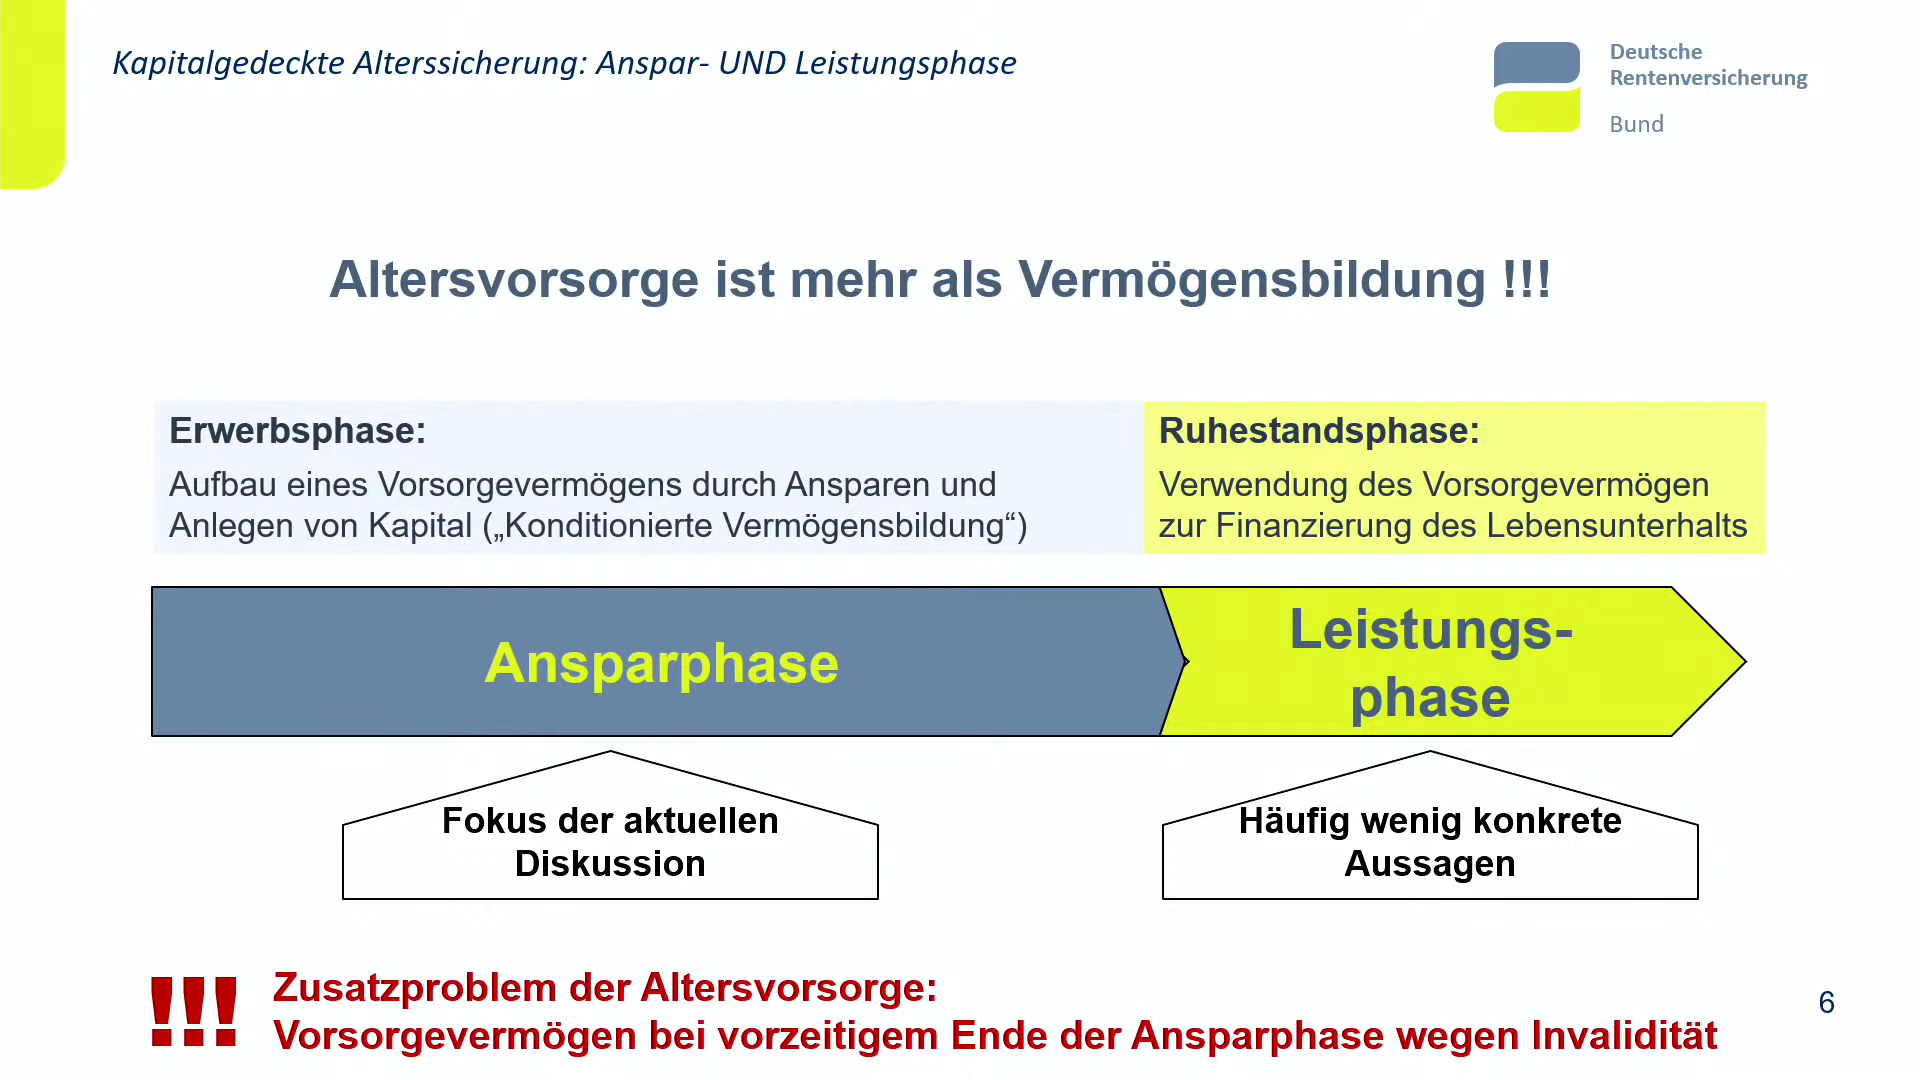 Kapitalgedeckte Alterssicherung: Anspar- UND Leistungsphase
Deutsche
Rentenversicherung
Bund
Altersvorsorge ist mehr als Vermögensbildung !!!
Erwerbsphase:
Aufbau eines Vorsorgevermögens durch Ansparen und
Anlegen von Kapital („Konditionierte Vermögensbildung“)
Ruhestandsphase:
Verwendung des Vorsorgevermögen
zur Finanzierung des Lebensunterhalts
Ansparphase
Leistungs-
phase
Fokus der aktuellen
Diskussion
Häufig wenig konkrete
Aussagen
!!!
Zusatzproblem der Altersvorsorge:
Vorsorgevermögen bei vorzeitigem Ende der Ansparphase wegen Invalidität
6